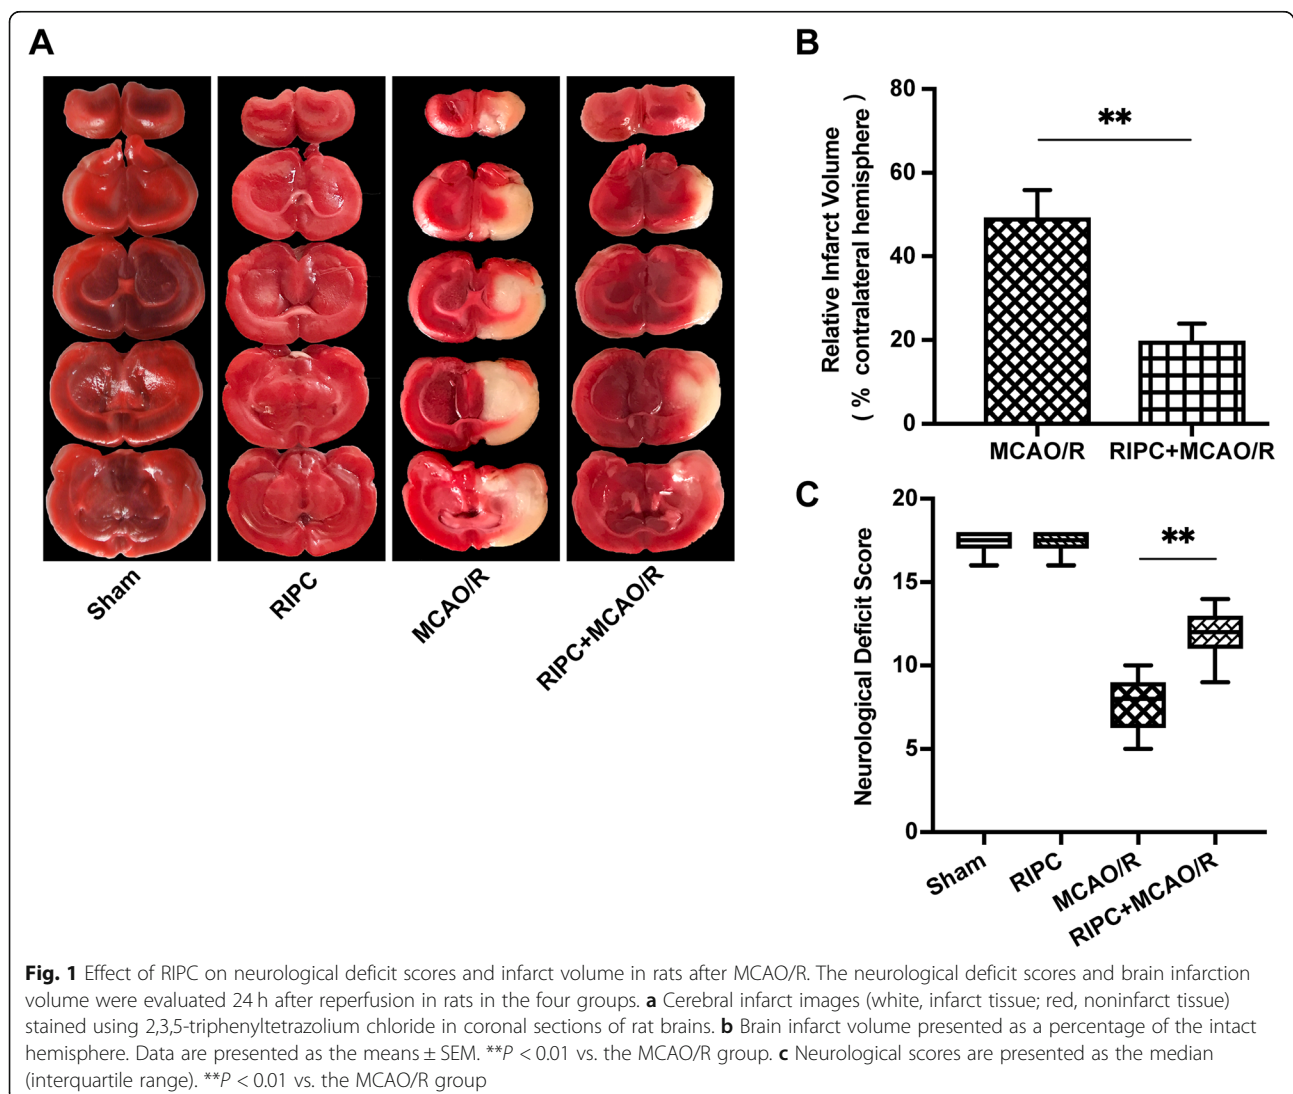 A
Sham
RIPC
MCAO/R
RIPC+MCAO/R
B
Relative Infarct Volume
( % contralateral hemisphere )
80
60
40
20
0
**
MCAO/R
RIPC+MCAO/R
C
Neurological Deficit Score
20
15
10
5
0
**
Sham
RIPC
MCAO/R
RIPC+MCAO/R
Fig. 1 Effect of RIPC on neurological deficit scores and infarct volume in rats after MCAO/R. The neurological deficit scores and brain infarction
volume were evaluated 24 h after reperfusion in rats in the four groups. a Cerebral infarct images (white, infarct tissue; red, noninfarct tissue)
stained using 2,3,5-triphenyltetrazolium chloride in coronal sections of rat brains. b Brain infarct volume presented as a percentage of the intact
hemisphere. Data are presented as the means ± SEM. **P < 0.01 vs. the MCAO/R group. c Neurological scores are presented as the median
(interquartile range). **P < 0.01 vs. the MCAO/R group